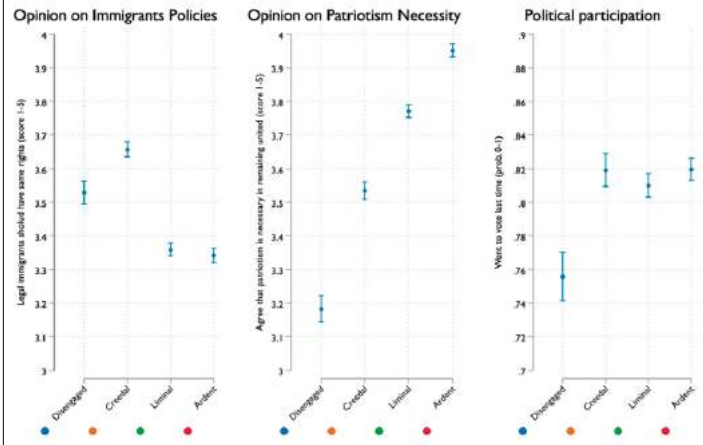 Opinion on Immigrants Policies
Legal immigrants sholud have same rights (score 1-5)
4
3.9
3.8
3.7
3.6
3.5
3.4
3.3
3.2
3.1
3
Disengaged
Creedal
Liminal
Ardent
Opinion on Patriotism Necessity
Agree that patriotism is necessary in remaining united (score 1-5)
4
3.9
3.8
3.7
3.6
3.5
3.4
3.3
3.2
3.1
3
Disengaged
Creedal
Liminal
Ardent
Political participation
Went to vote last time (prob. 0-1)
.9
.88
.86
.84
.82
.8
.78
.76
.74
.72
.7
Disengaged
Creedal
Liminal
Ardent